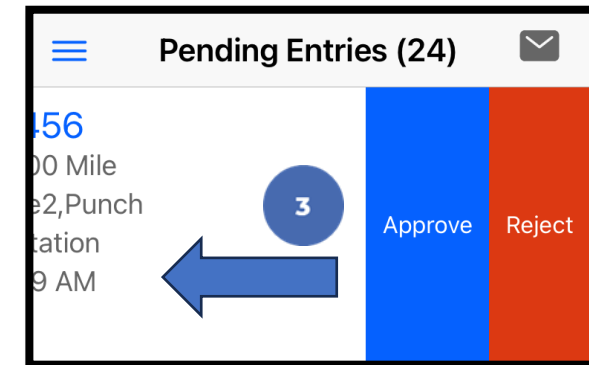 Pending Entries (24)
456
00 Mile
e2,Punch
tation
9 AM
3
Approve
Reject